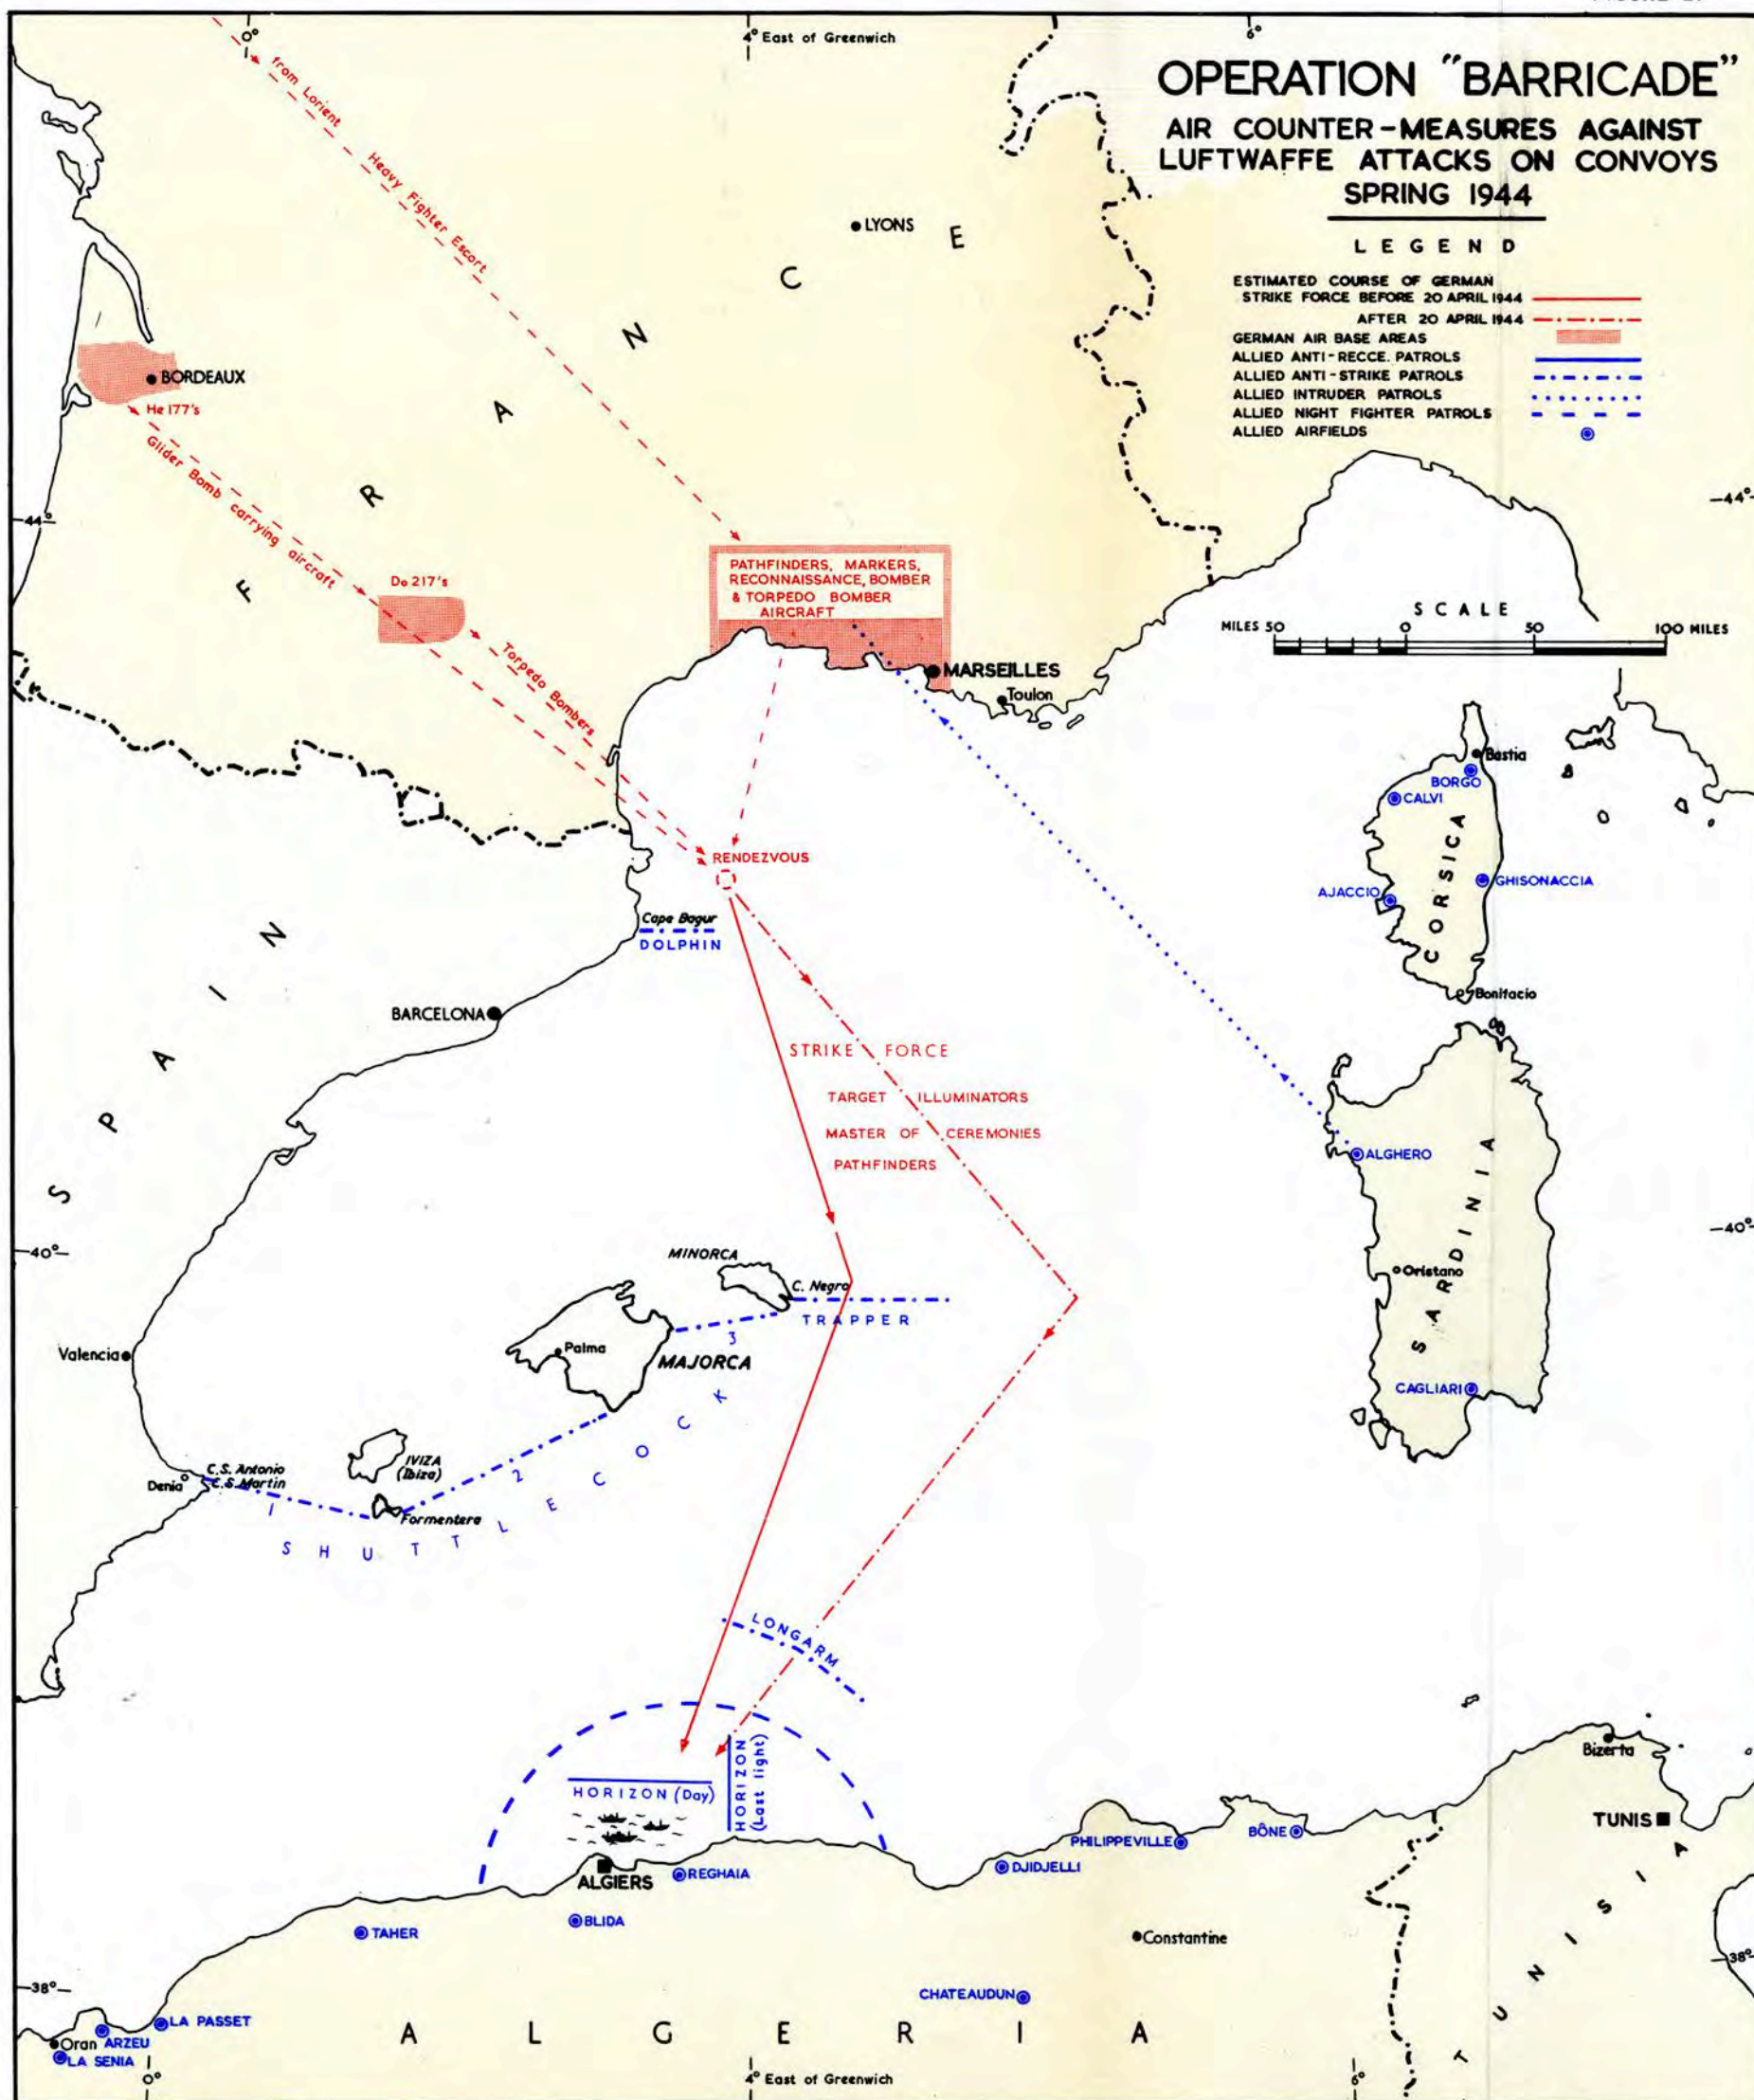 0°
4° East of Greenwich
6°
OPERATION "BARRICADE"
AIR COUNTER-MEASURES AGAINST
LUFTWAFFE ATTACKS ON CONVOYS
SPRING 1944
LEGEND
ESTIMATED COURSE OF GERMAN
STRIKE FORCE BEFORE 20 APRIL 1944
AFTER 20 APRIL 1944
GERMAN AIR BASE AREAS
ALLIED ANTI-RECCE. PATROLS
ALLIED ANTI-STRIKE PATROLS
ALLIED INTRUDER PATROLS
ALLIED NIGHT FIGHTER PATROLS
ALLIED AIRFIELDS
from Lorient
Heavy Fighter Escort
LYONS
FRANCE
BORDEAUX
He 177's
Glider Bomb carrying aircraft
44°
44°
Do 217's
Torpedo Bombers
PATHFINDERS, MARKERS,
RECONNAISSANCE, BOMBER
& TORPEDO BOMBER
AIRCRAFT
SCALE
MILES 50 0 50 100 MILES
MARSEILLES
Toulon
Bastia
BORGO
CALVI
CORSICA
GHISONACCIA
AJACCIO
Bonifacio
RENDEZVOUS
Cape Bagur
DOLPHIN
SPAIN
BARCELONA
STRIKE FORCE
TARGET ILLUMINATORS
MASTER OF CEREMONIES
PATHFINDERS
ALGHERO
SARDINIA
40°
40°
MINORCA
C. Negro
TRAPPER
Oristano
Valencia
Palma
3
MAJORCA
CAGLIARI
C.S. Antonio
C.S. Martin
Denia
IVIZA
(Ibiza)
Formentera
1
2
SHUTTLECOCK
LONGARM
HORIZON (Day)
HORIZON
(Last light)
Bizerta
TUNIS
PHILIPPEVILLE
BÔNE
ALGIERS
REGHAIA
DJIDJELLI
TAHER
BLIDA
Constantine
TUNISIA
38°
38°
CHATEAUDUN
LA PASSET
Oran
ARZEU
LA SENIA
ALGERIA
0°
4° East of Greenwich
6°